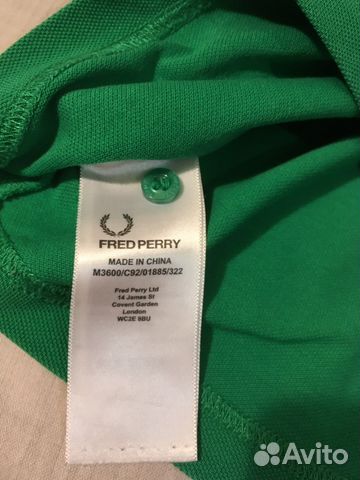 FRED PERRY
MADE IN CHINA
M3600/C92/01885/322
Fred Perry Ltd
14 James St
Covent Garden
London
WC2E 8BU
Avito